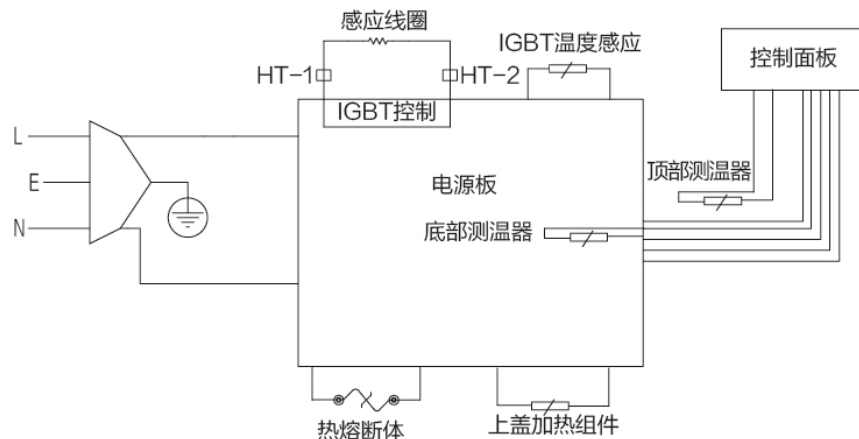 感应线圈
HT-1
HT-2
IGBT温度感应
控制面板
IGBT控制
L
E
N
电源板
顶部测温器
底部测温器
热熔断体
上盖加热组件